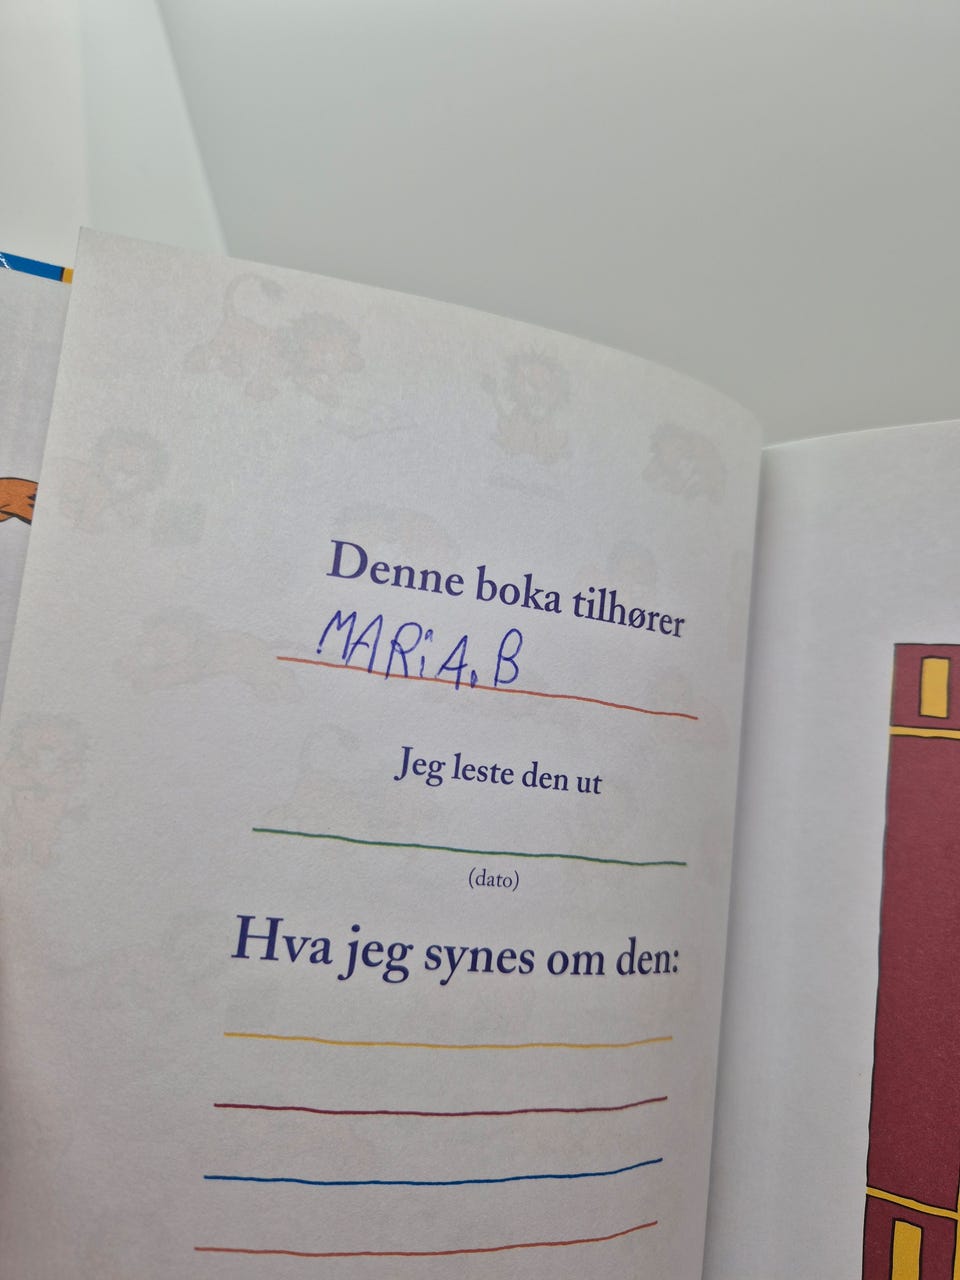 Denne boka tilhører
MARiA. B
Jeg leste den ut
(dato)
Hva jeg synes om den: